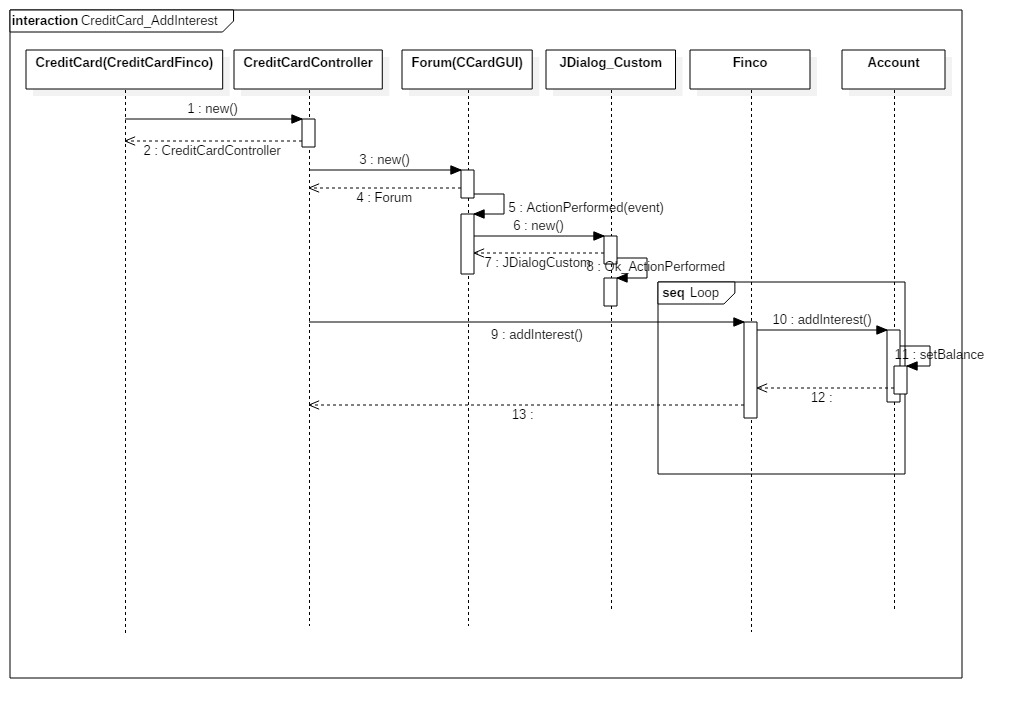 interaction CreditCard_AddInterest
CreditCard(CreditCardFinco)
CreditCardController
Forum(CCardGUI)
JDialog_Custom
Finco
Account
1 : new()
2 : CreditCardController
3 : new()
4 : Forum
5 : ActionPerformed(event)
6 : new()
7 : JDialogCustom
8 : Ok_ActionPerformed
seq Loop
9 : addInterest()
10 : addInterest()
11 : setBalance
12 :
13 :